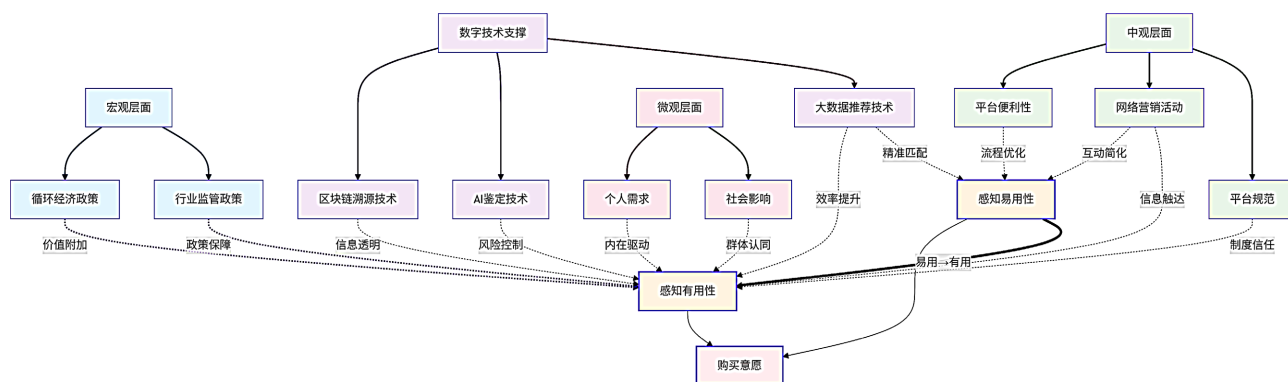 数字技术支撑
中观层面
宏观层面
微观层面
大数据推荐技术
平台便利性
网络营销活动
精准匹配
流程优化
互动简化
循环经济政策
行业监管政策
区块链溯源技术
AI鉴定技术
个人需求
社会影响
效率提升
感知易用性
信息触达
平台规范
价值附加
政策保障
信息透明
风险控制
内在驱动
群体认同
制度信任
易用→有用
感知有用性
购买意愿